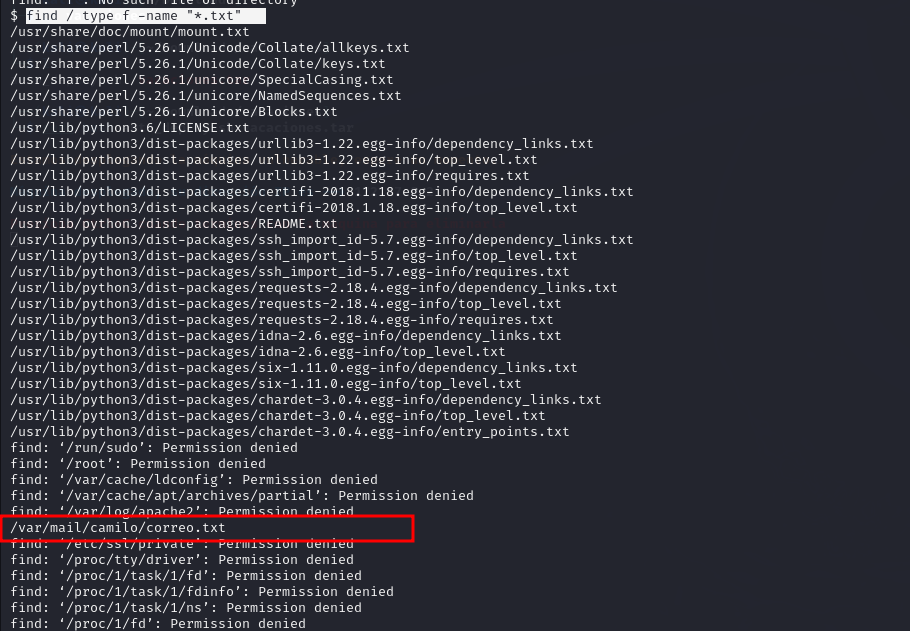 $ find / type f -name "*.txt"
/usr/share/doc/mount/mount.txt
/usr/share/perl/5.26.1/Unicode/Collate/allkeys.txt
/usr/share/perl/5.26.1/Unicode/Collate/keys.txt
/usr/share/perl/5.26.1/unicore/SpecialCasing.txt
/usr/share/perl/5.26.1/unicore/NamedSequences.txt
/usr/share/perl/5.26.1/unicore/Blocks.txt
/usr/lib/python3.6/LICENSE.txt
/usr/lib/python3/dist-packages/urllib3-1.22.egg-info/dependency_links.txt
/usr/lib/python3/dist-packages/urllib3-1.22.egg-info/top_level.txt
/usr/lib/python3/dist-packages/urllib3-1.22.egg-info/requires.txt
/usr/lib/python3/dist-packages/certifi-2018.1.18.egg-info/dependency_links.txt
/usr/lib/python3/dist-packages/certifi-2018.1.18.egg-info/top_level.txt
/usr/lib/python3/dist-packages/README.txt
/usr/lib/python3/dist-packages/ssh_import_id-5.7.egg-info/dependency_links.txt
/usr/lib/python3/dist-packages/ssh_import_id-5.7.egg-info/top_level.txt
/usr/lib/python3/dist-packages/ssh_import_id-5.7.egg-info/requires.txt
/usr/lib/python3/dist-packages/requests-2.18.4.egg-info/dependency_links.txt
/usr/lib/python3/dist-packages/requests-2.18.4.egg-info/top_level.txt
/usr/lib/python3/dist-packages/requests-2.18.4.egg-info/requires.txt
/usr/lib/python3/dist-packages/idna-2.6.egg-info/dependency_links.txt
/usr/lib/python3/dist-packages/idna-2.6.egg-info/top_level.txt
/usr/lib/python3/dist-packages/six-1.11.0.egg-info/dependency_links.txt
/usr/lib/python3/dist-packages/six-1.11.0.egg-info/top_level.txt
/usr/lib/python3/dist-packages/chardet-3.0.4.egg-info/dependency_links.txt
/usr/lib/python3/dist-packages/chardet-3.0.4.egg-info/top_level.txt
/usr/lib/python3/dist-packages/chardet-3.0.4.egg-info/entry_points.txt
find: ‘/run/sudo’: Permission denied
find: ‘/root’: Permission denied
find: ‘/var/cache/ldconfig’: Permission denied
find: ‘/var/cache/apt/archives/partial’: Permission denied
find: ‘/var/log/apache2’: Permission denied
/var/mail/camilo/correo.txt
find: ‘/etc/ssl/private’: Permission denied
find: ‘/proc/tty/driver’: Permission denied
find: ‘/proc/1/task/1/fd’: Permission denied
find: ‘/proc/1/task/1/fdinfo’: Permission denied
find: ‘/proc/1/task/1/ns’: Permission denied
find: ‘/proc/1/fd’: Permission denied